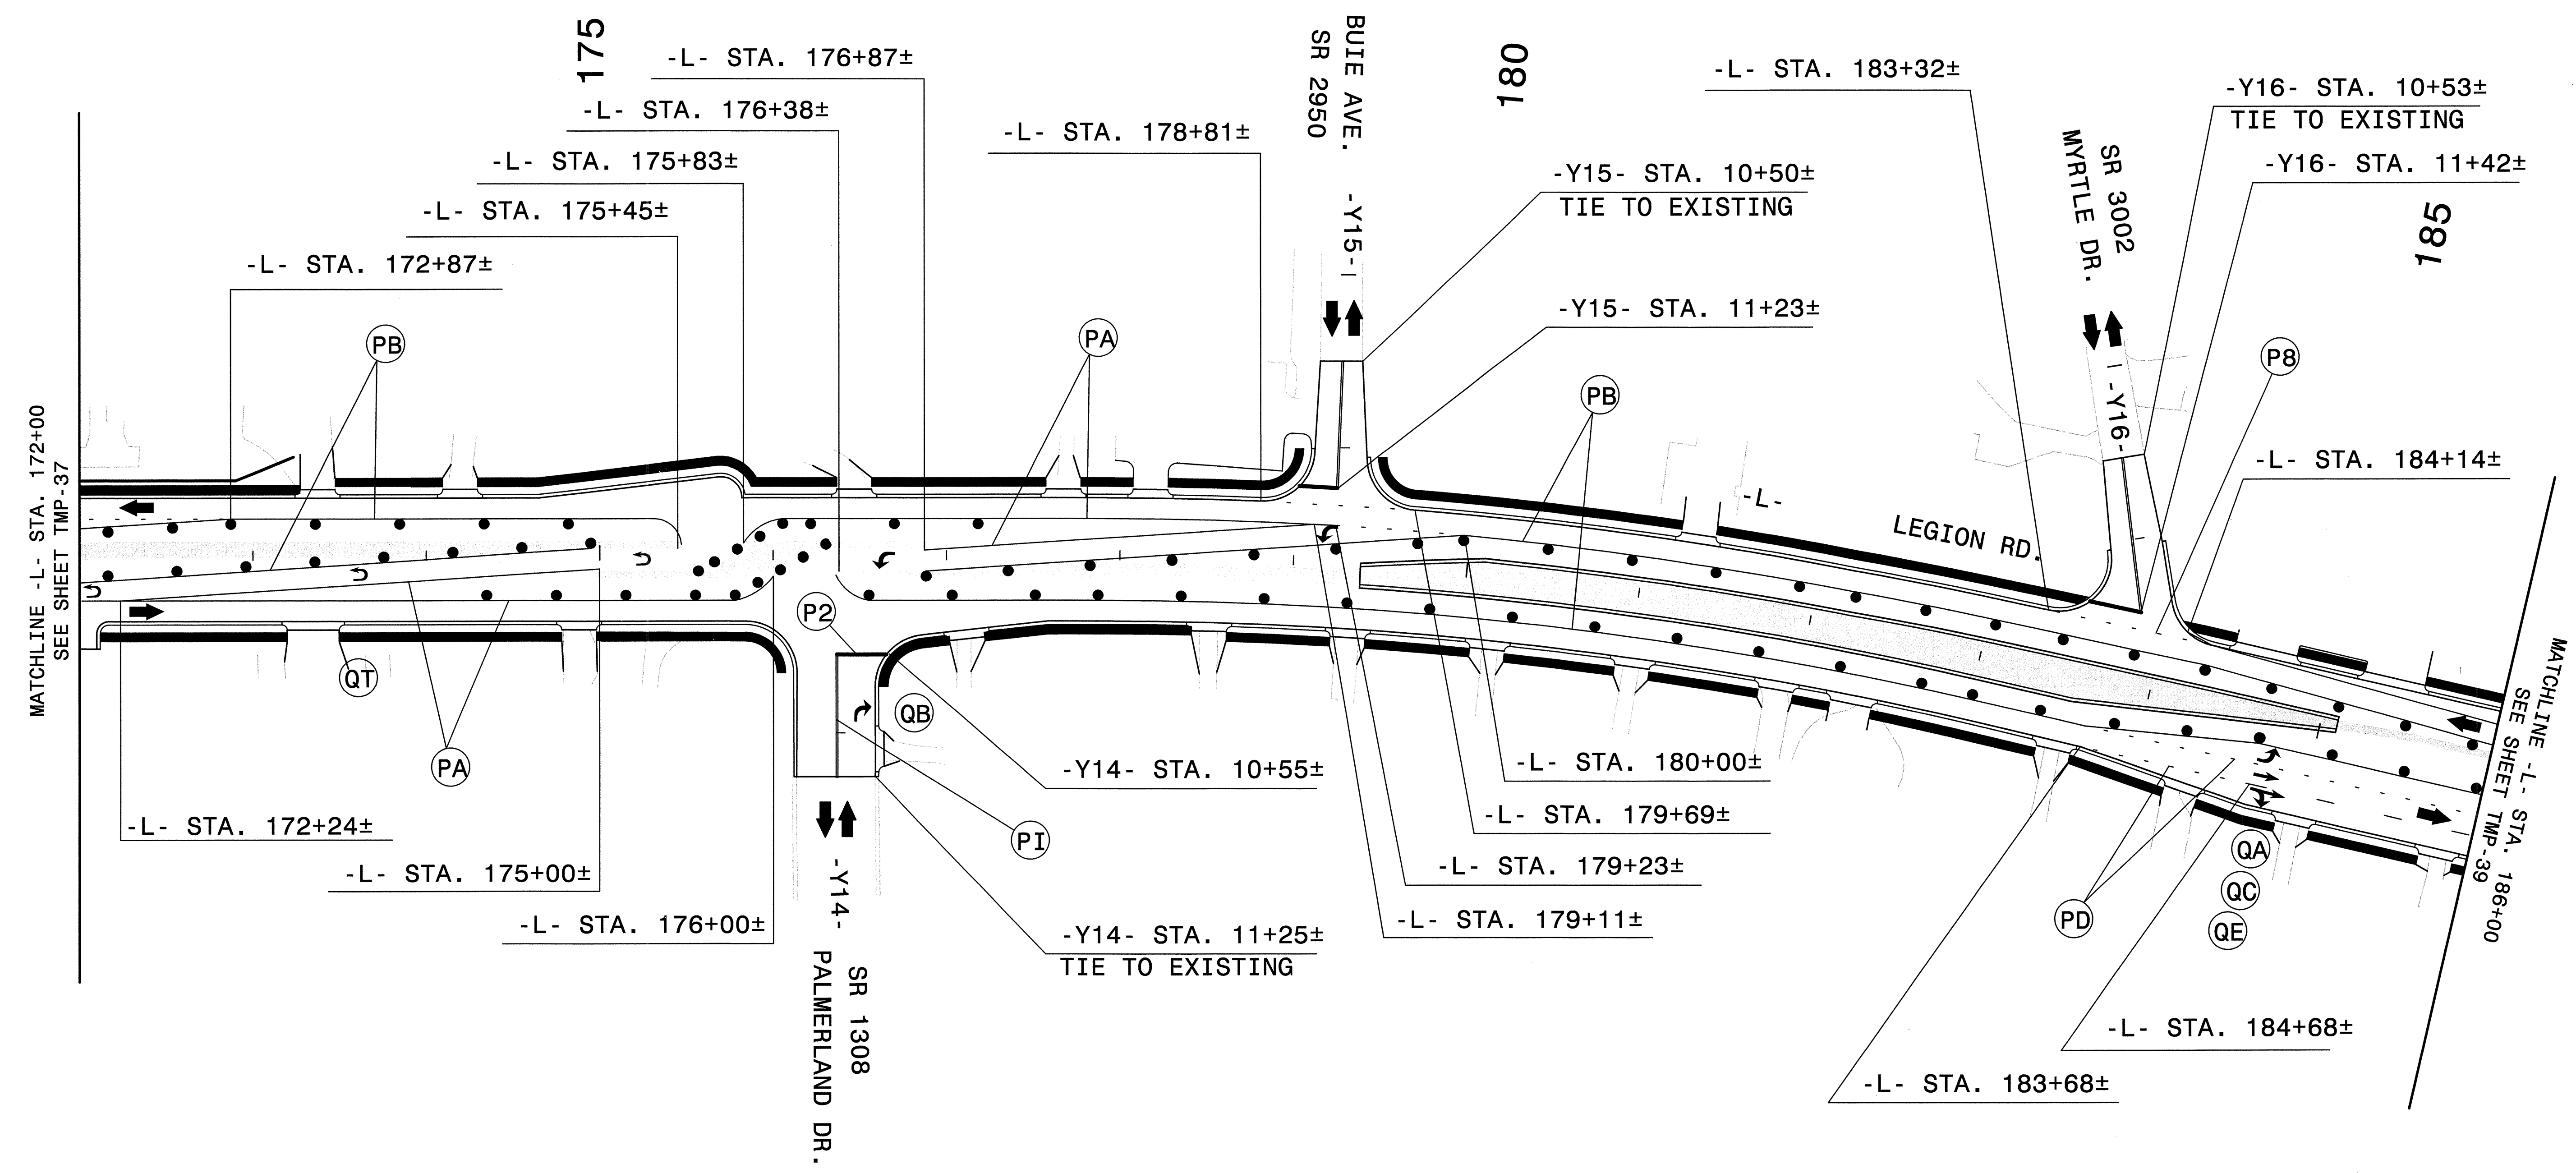 175
-L- STA. 176+87±
-L- STA. 176+38±
-L- STA. 175+83±
-L- STA. 175+45±
-L- STA. 172+87±
-L- STA. 178+81±
BUIE AVE. -Y15-
SR 2950
180
-L- STA. 183+32±
-Y15- STA. 10+50±
TIE TO EXISTING
-Y15- STA. 11+23±
SR 3002
MYRTLE DR.
-Y16-
-Y16- STA. 10+53±
TIE TO EXISTING
-Y16- STA. 11+42±
185
PB
PA
PB
P8
-L- STA. 184+14±
-L-
LEGION RD.
MATCHLINE -L- STA. 172+00
SEE SHEET TMP-37
P2
QT
QB
PA
PI
-L- STA. 172+24±
-L- STA. 175+00±
-L- STA. 176+00±
-Y14-
SR 1308
PALMERLAND DR.
-Y14- STA. 10+55±
-Y14- STA. 11+25±
TIE TO EXISTING
-L- STA. 180+00±
-L- STA. 179+69±
-L- STA. 179+23±
-L- STA. 179+11±
PD
QA
QC
QE
-L- STA. 184+68±
-L- STA. 183+68±
MATCHLINE -L- STA. 186+00
SEE SHEET TMP-39